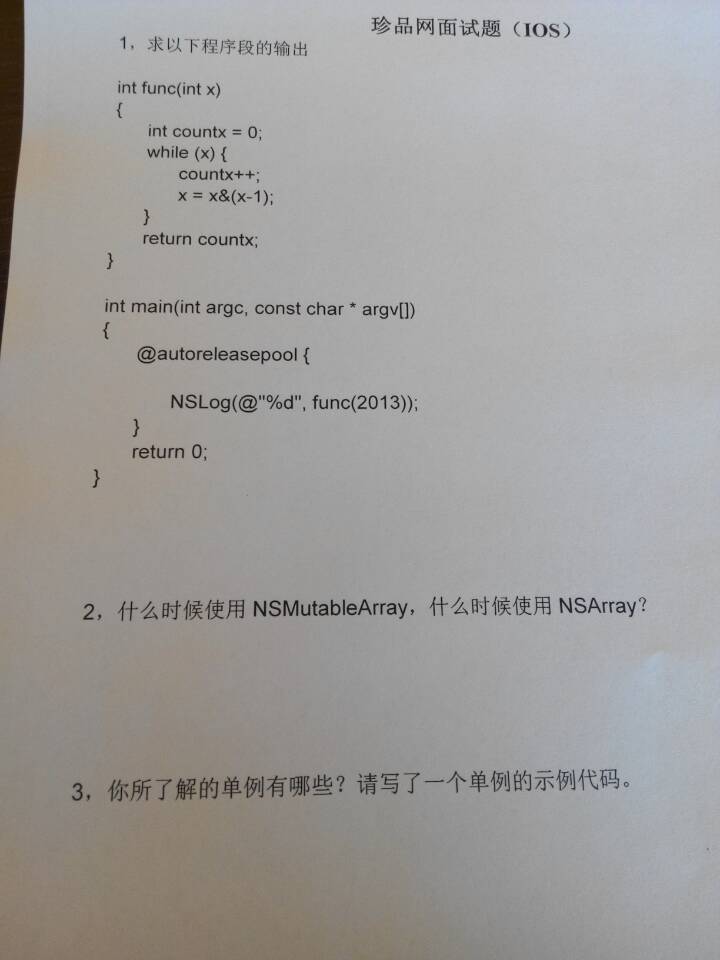 珍品网面试题（IOS）
1，求以下程序段的输出
int func(int x)
{
int countx = 0;
while (x) {
countx++;
x = x&(x-1);
}
return countx;
}
int main(int argc, const char * argv[])
{
@autoreleasepool {
NSLog(@"%d", func(2013));
}
return 0;
}
2，什么时候使用 NSMutableArray，什么时候使用 NSArray？
3，你所了解的单例有哪些？请写了一个单例的示例代码。